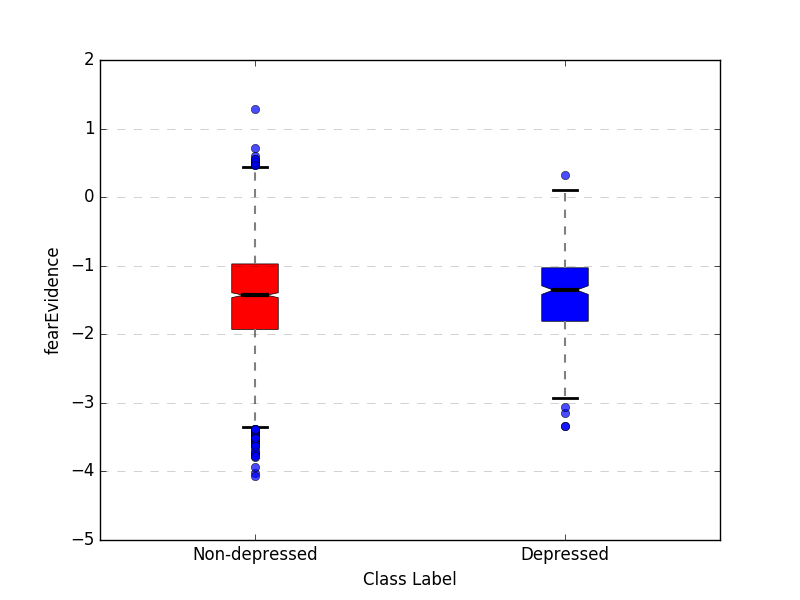 2
1
0
−1
−2
−3
−4
−5
fearEvidence
Non-depressed
Depressed
Class Label